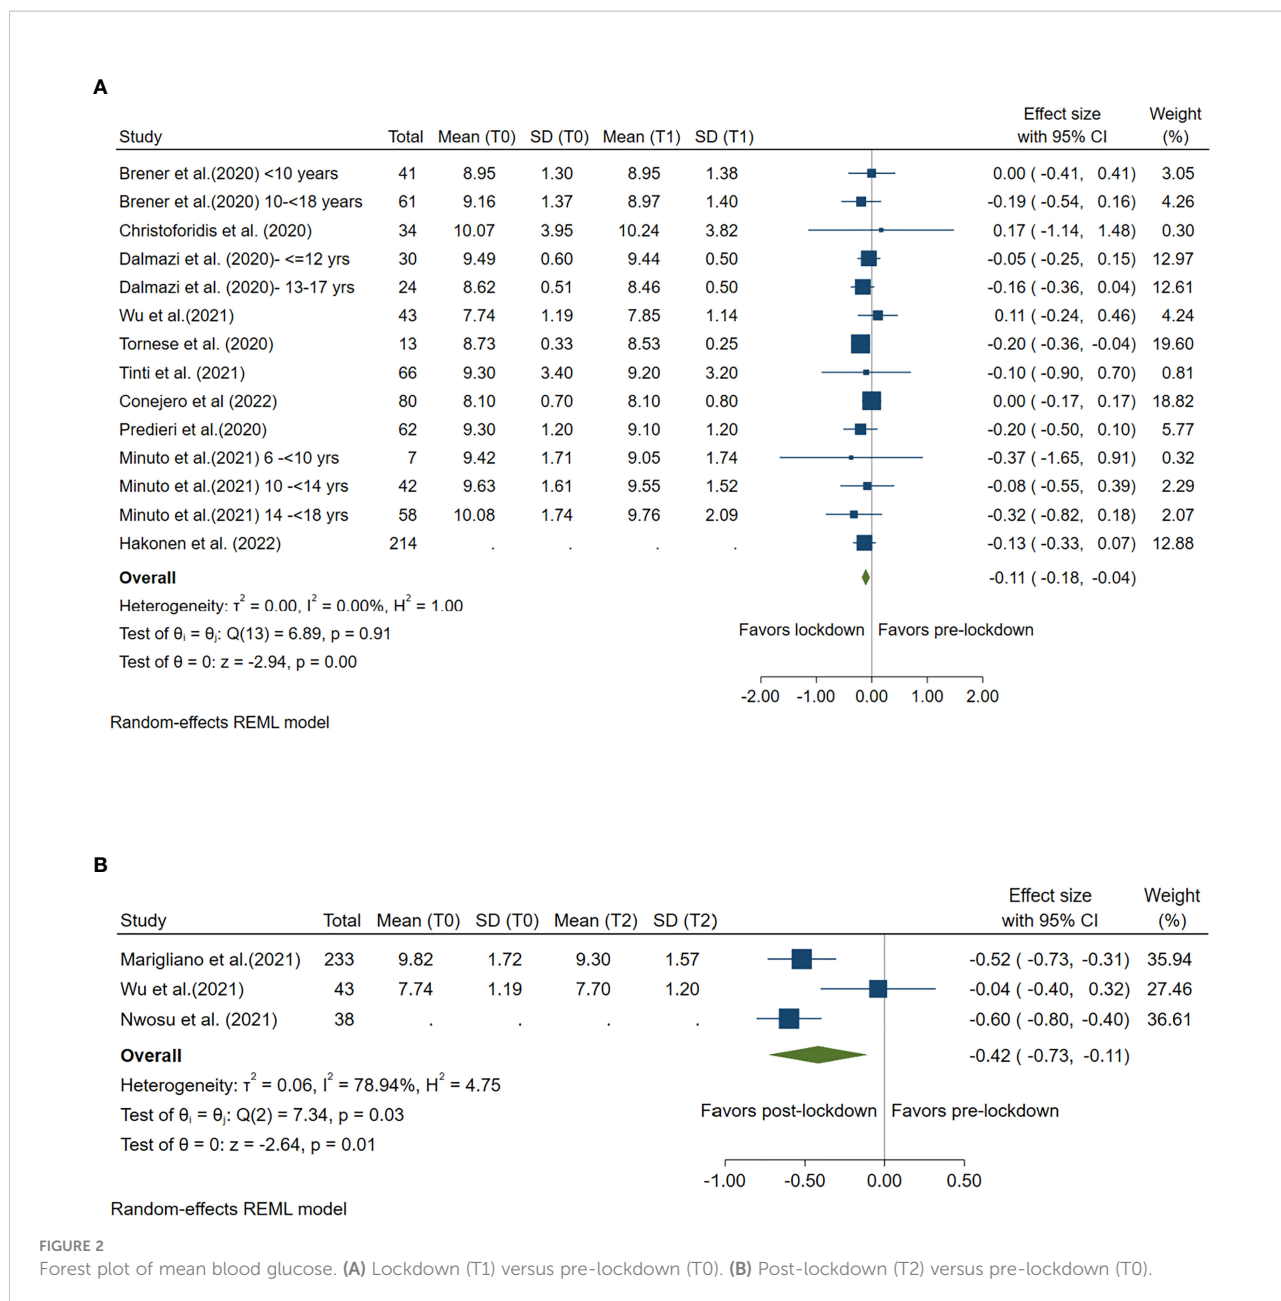 A
Effect size Weight
Study Total Mean (T0) SD (T0) Mean (T1) SD (T1) with 95% CI (%)
Brener et al.(2020) <10 years 41 8.95 1.30 8.95 1.38 0.00 ( -0.41, 0.41) 3.05
Brener et al.(2020) 10-<18 years 61 9.16 1.37 8.97 1.40 -0.19 ( -0.54, 0.16) 4.26
Christoforidis et al. (2020) 34 10.07 3.95 10.24 3.82 0.17 ( -1.14, 1.48) 0.30
Dalmazi et al. (2020)- <=12 yrs 30 9.49 0.60 9.44 0.50 -0.05 ( -0.25, 0.15) 12.97
Dalmazi et al. (2020)- 13-17 yrs 24 8.62 0.51 8.46 0.50 -0.16 ( -0.36, 0.04) 12.61
Wu et al.(2021) 43 7.74 1.19 7.85 1.14 0.11 ( -0.24, 0.46) 4.24
Tornese et al. (2020) 13 8.73 0.33 8.53 0.25 -0.20 ( -0.36, -0.04) 19.60
Tinti et al. (2021) 66 9.30 3.40 9.20 3.20 -0.10 ( -0.90, 0.70) 0.81
Conejero et al (2022) 80 8.10 0.70 8.10 0.80 0.00 ( -0.17, 0.17) 18.82
Predieri et al.(2020) 62 9.30 1.20 9.10 1.20 -0.20 ( -0.50, 0.10) 5.77
Minuto et al.(2021) 6 -<10 yrs 7 9.42 1.71 9.05 1.74 -0.37 ( -1.65, 0.91) 0.32
Minuto et al.(2021) 10 -<14 yrs 42 9.63 1.61 9.55 1.52 -0.08 ( -0.55, 0.39) 2.29
Minuto et al.(2021) 14 -<18 yrs 58 10.08 1.74 9.76 2.09 -0.32 ( -0.82, 0.18) 2.07
Hakonen et al. (2022) 214 . . . . -0.13 ( -0.33, 0.07) 12.88
Overall -0.11 ( -0.18, -0.04)
Heterogeneity: τ² = 0.00, I² = 0.00%, H² = 1.00
Test of θᵢ = θⱼ: Q(13) = 6.89, p = 0.91 Favors lockdown Favors pre-lockdown
Test of θ = 0: z = -2.94, p = 0.00
-2.00 -1.00 0.00 1.00 2.00
Random-effects REML model
B
Effect size Weight
Study Total Mean (T0) SD (T0) Mean (T2) SD (T2) with 95% CI (%)
Marigliano et al.(2021) 233 9.82 1.72 9.30 1.57 -0.52 ( -0.73, -0.31) 35.94
Wu et al.(2021) 43 7.74 1.19 7.70 1.20 -0.04 ( -0.40, 0.32) 27.46
Nwosu et al. (2021) 38 . . . . -0.60 ( -0.80, -0.40) 36.61
Overall -0.42 ( -0.73, -0.11)
Heterogeneity: τ² = 0.06, I² = 78.94%, H² = 4.75
Test of θᵢ = θⱼ: Q(2) = 7.34, p = 0.03 Favors post-lockdown Favors pre-lockdown
Test of θ = 0: z = -2.64, p = 0.01
-1.00 -0.50 0.00 0.50
Random-effects REML model
FIGURE 2
Forest plot of mean blood glucose. (A) Lockdown (T1) versus pre-lockdown (T0). (B) Post-lockdown (T2) versus pre-lockdown (T0).